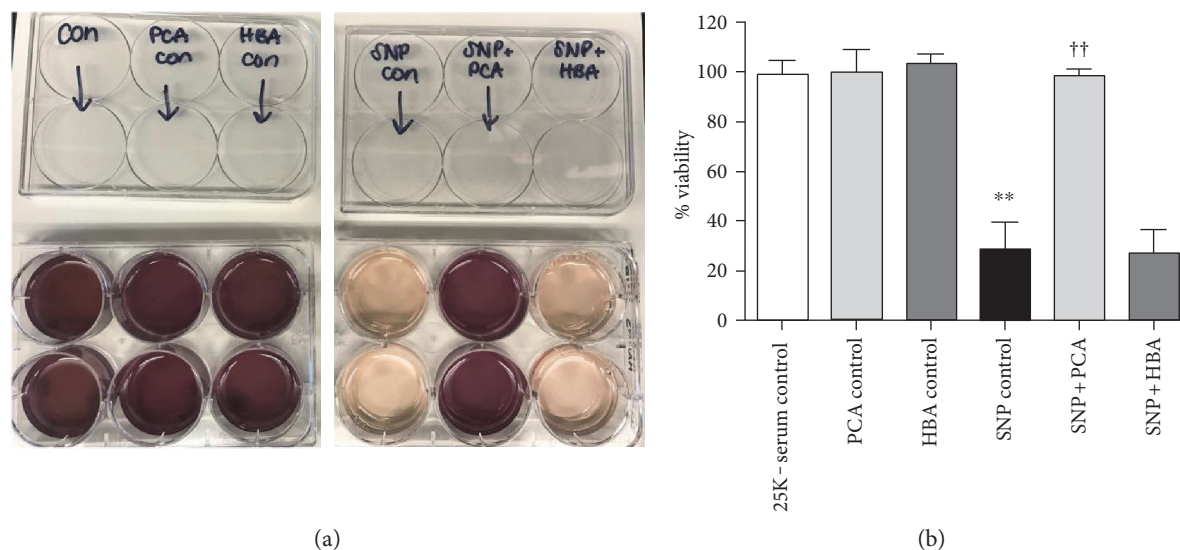 Con
PCA
con
HBA
con
SNP
con
SNP+
PCA
SNP+
HBA
120
100
80
60
40
20
0
% viability
**
††
25K – serum control
PCA control
HBA control
SNP control
SNP + PCA
SNP + HBA
(a)
(b)